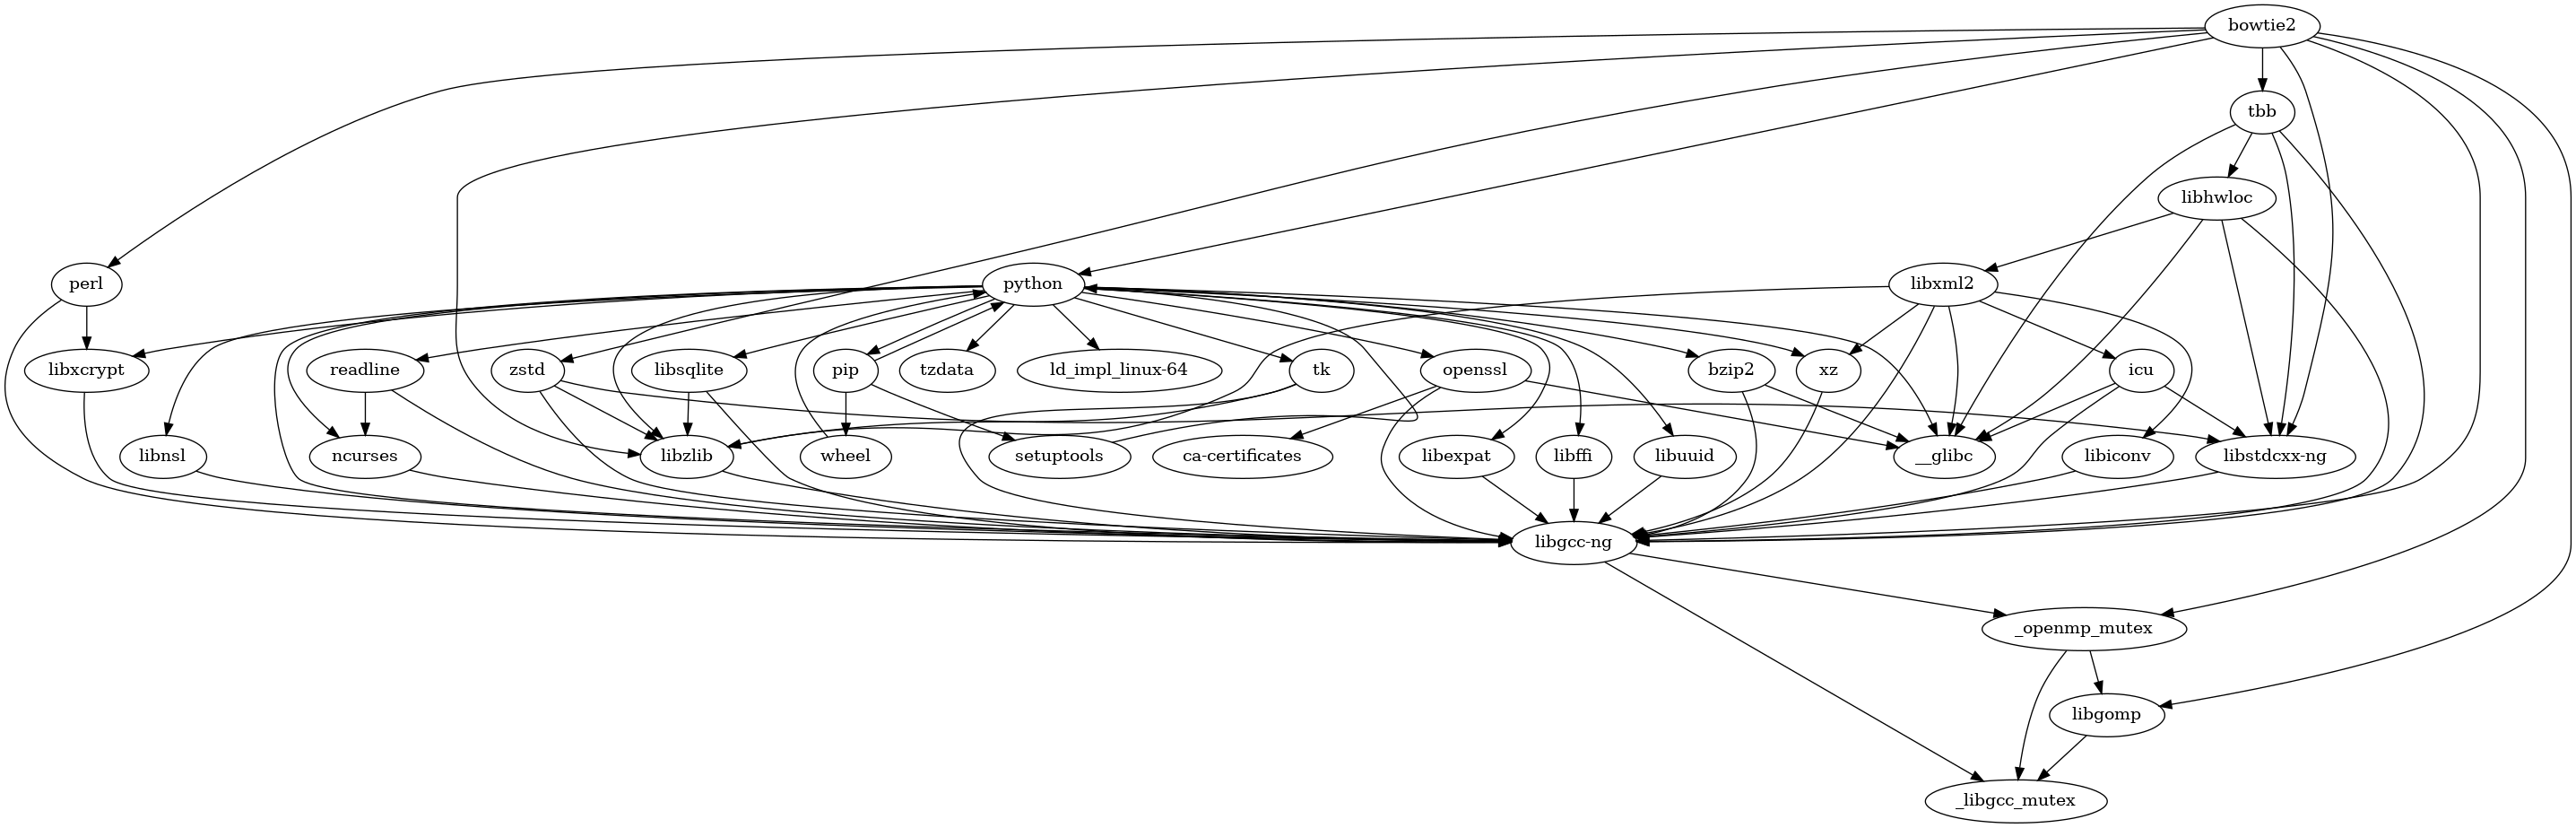 bowtie2
tbb
libhwloc
perl
python
libxml2
libxcrypt
readline
zstd
libsqlite
pip
tzdata
ld_impl_linux-64
tk
openssl
bzip2
xz
icu
libnsl
ncurses
libzlib
wheel
setuptools
ca-certificates
libexpat
libffi
libuuid
__glibc
libiconv
libstdcxx-ng
libgcc-ng
_openmp_mutex
libgomp
_libgcc_mutex